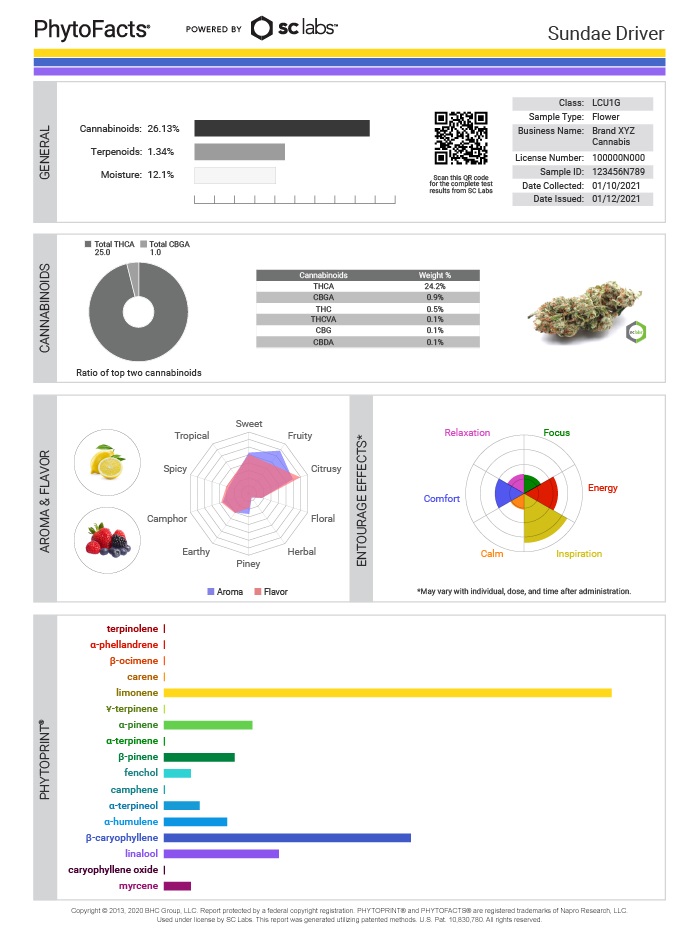 PhytoFacts®
POWERED BY SC labs™
Sundae Driver
GENERAL
Cannabinoids: 26.13%
Terpenoids: 1.34%
Moisture: 12.1%
Scan this QR code
for the complete test
results from SC Labs
Class: LCU1G
Sample Type: Flower
Business Name: Brand XYZ
Cannabis
License Number: 100000N000
Sample ID: 123456N789
Date Collected: 01/10/2021
Date Issued: 01/12/2021
CANNABINOIDS
Total THCA Total CBGA
25.0 1.0
Ratio of top two cannabinoids
Cannabinoids Weight %
THCA 24.2%
CBGA 0.9%
THC 0.5%
THCVA 0.1%
CBG 0.1%
CBDA 0.1%
AROMA & FLAVOR
Sweet
Tropical Fruity
Spicy Citrusy
Camphor Floral
Earthy Herbal
Piney
Aroma Flavor
ENTOURAGE EFFECTS*
Relaxation Focus
Comfort Energy
Calm Inspiration
*May vary with individual, dose, and time after administration.
PHYTOPRINT®
terpinolene
α-phellandrene
β-ocimene
carene
limonene
γ-terpinene
α-pinene
α-terpinene
β-pinene
fenchol
camphene
α-terpineol
α-humulene
β-caryophyllene
linalool
caryophyllene oxide
myrcene
Copyright © 2013, 2020 BHC Group, LLC. Report protected by a federal copyright registration. PHYTOPRINT® and PHYTOFACTS® are registered trademarks of Napro Research, LLC.
Used under license by SC Labs. This report was generated utilizing patented methods. U.S. Pat. 10,830,780. All rights reserved.